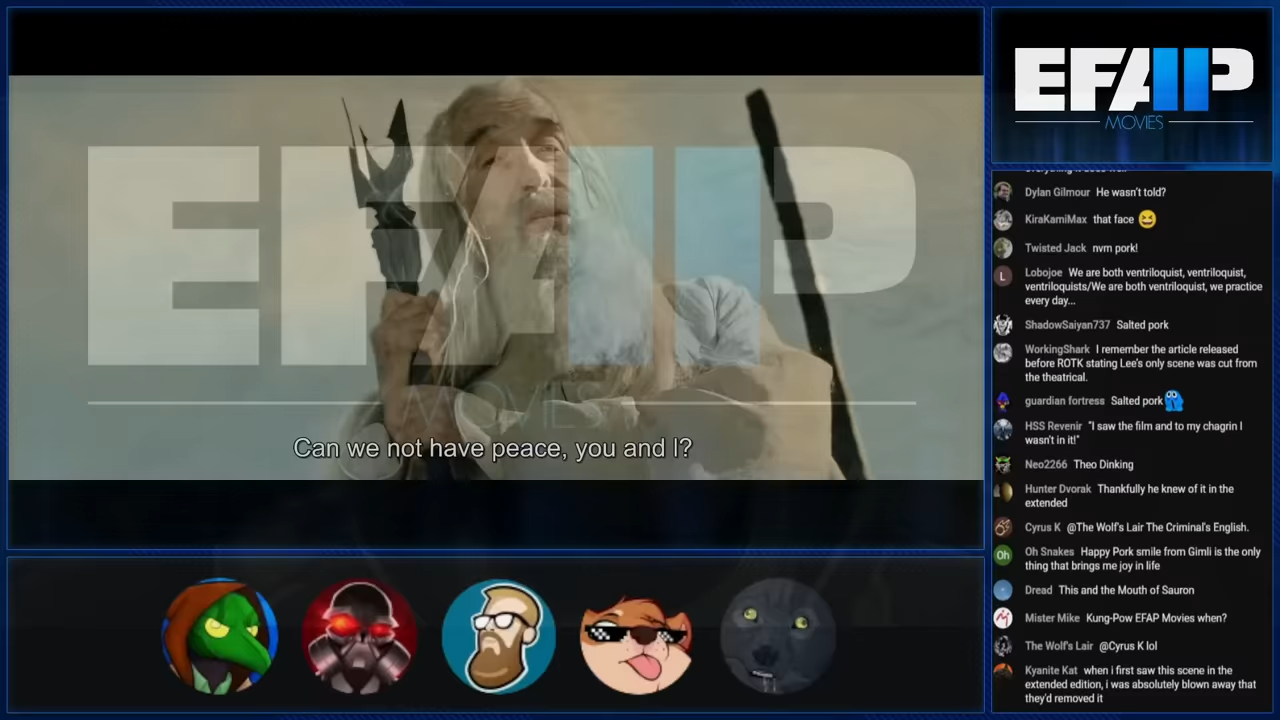 EFAP
MOVIES
Can we not have peace, you and I?
EFAP
MOVIES
Dylan Gilmour He wasn't told?
KiraKamiMax that face
Twisted Jack nvm pork!
L
Lobojoe We are both ventriloquist, ventriloquist,
ventriloquists/We are both ventriloquist, we practice
every day...
ShadowSaiyan737 Salted pork
WorkingShark I remember the article released
before ROTK stating Lee's only scene was cut from
the theatrical.
guardian fortress Salted pork
HSS Revenir "I saw the film and to my chagrin I
wasn't in it!"
Neo2266 Theo Dinking
Hunter Dvorak Thankfully he knew of it in the
extended
Cyrus K @The Wolf's Lair The Criminal's English.
Oh
Oh Snakes Happy Pork smile from Gimli is the only
thing that brings me joy in life
Dread This and the Mouth of Sauron
Mister Mike Kung-Pow EFAP Movies when?
The Wolf's Lair @Cyrus K lol
Kyanite Kat when i first saw this scene in the
extended edition, i was absolutely blown away that
they'd removed it